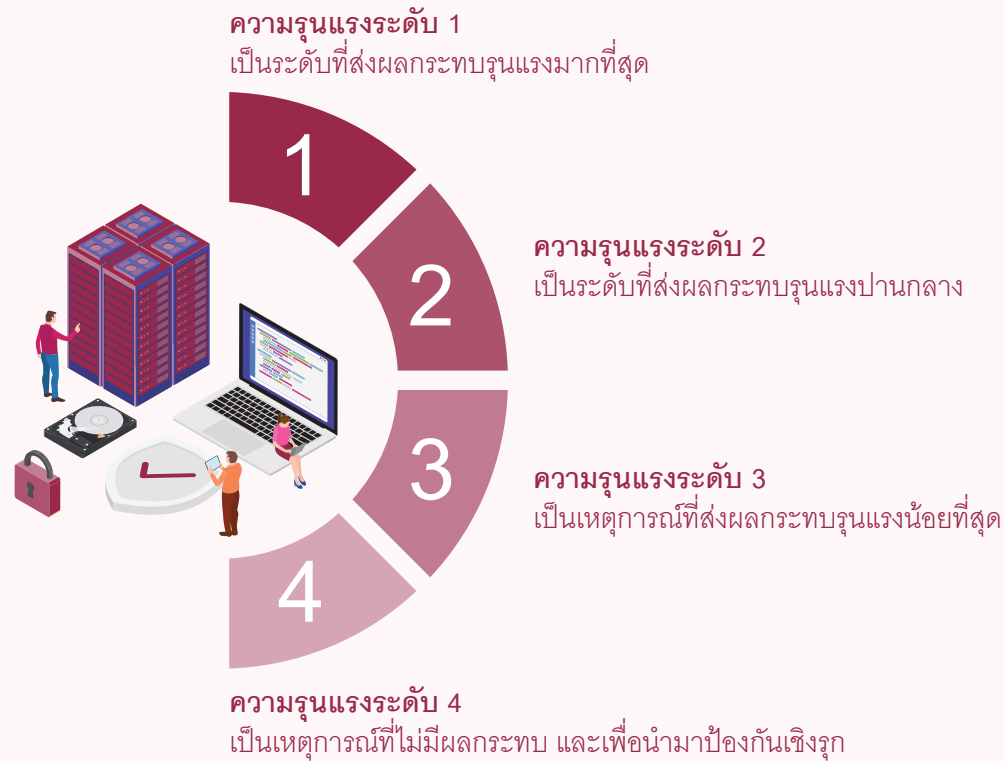 ความรุนแรงระดับ 1
เป็นระดับที่ส่งผลกระทบรุนแรงมากที่สุด
1
2
ความรุนแรงระดับ 2
เป็นระดับที่ส่งผลกระทบรุนแรงปานกลาง
3
ความรุนแรงระดับ 3
เป็นเหตุการณ์ที่ส่งผลกระทบรุนแรงน้อยที่สุด
4
ความรุนแรงระดับ 4
เป็นเหตุการณ์ที่ไม่มีผลกระทบ และเพื่อนำมาป้องกันเชิงรุก